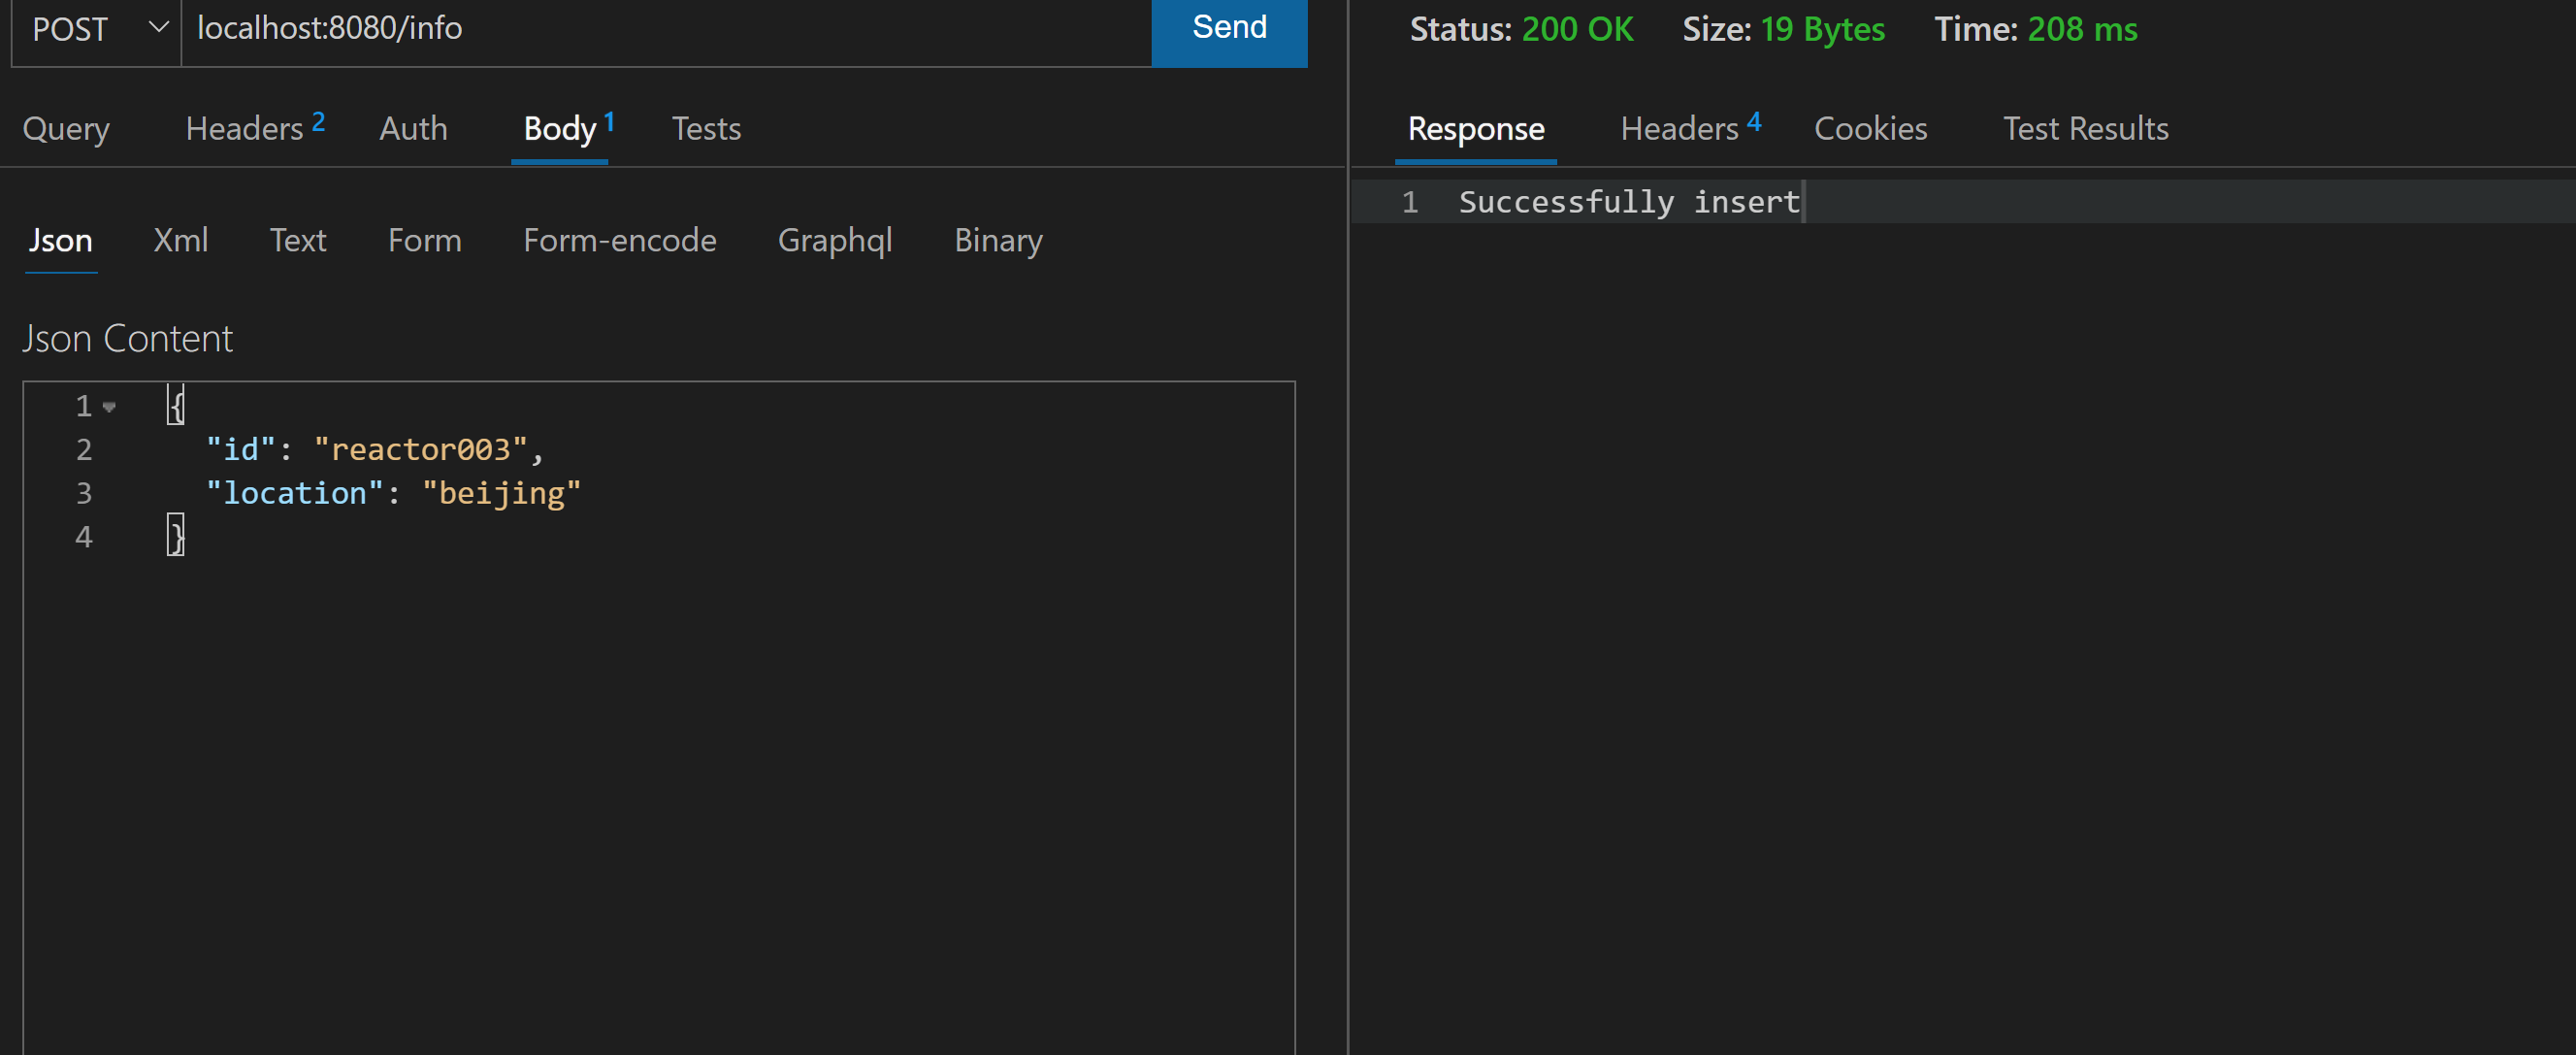 POST localhost:8080/info Send
Query Headers 2 Auth Body 1 Tests
Json Xml Text Form Form-encode Graphql Binary
Json Content
1 {
2 "id": "reactor003",
3 "location": "beijing"
4 }
Status: 200 OK Size: 19 Bytes Time: 208 ms
Response Headers 4 Cookies Test Results
1 Successfully insert